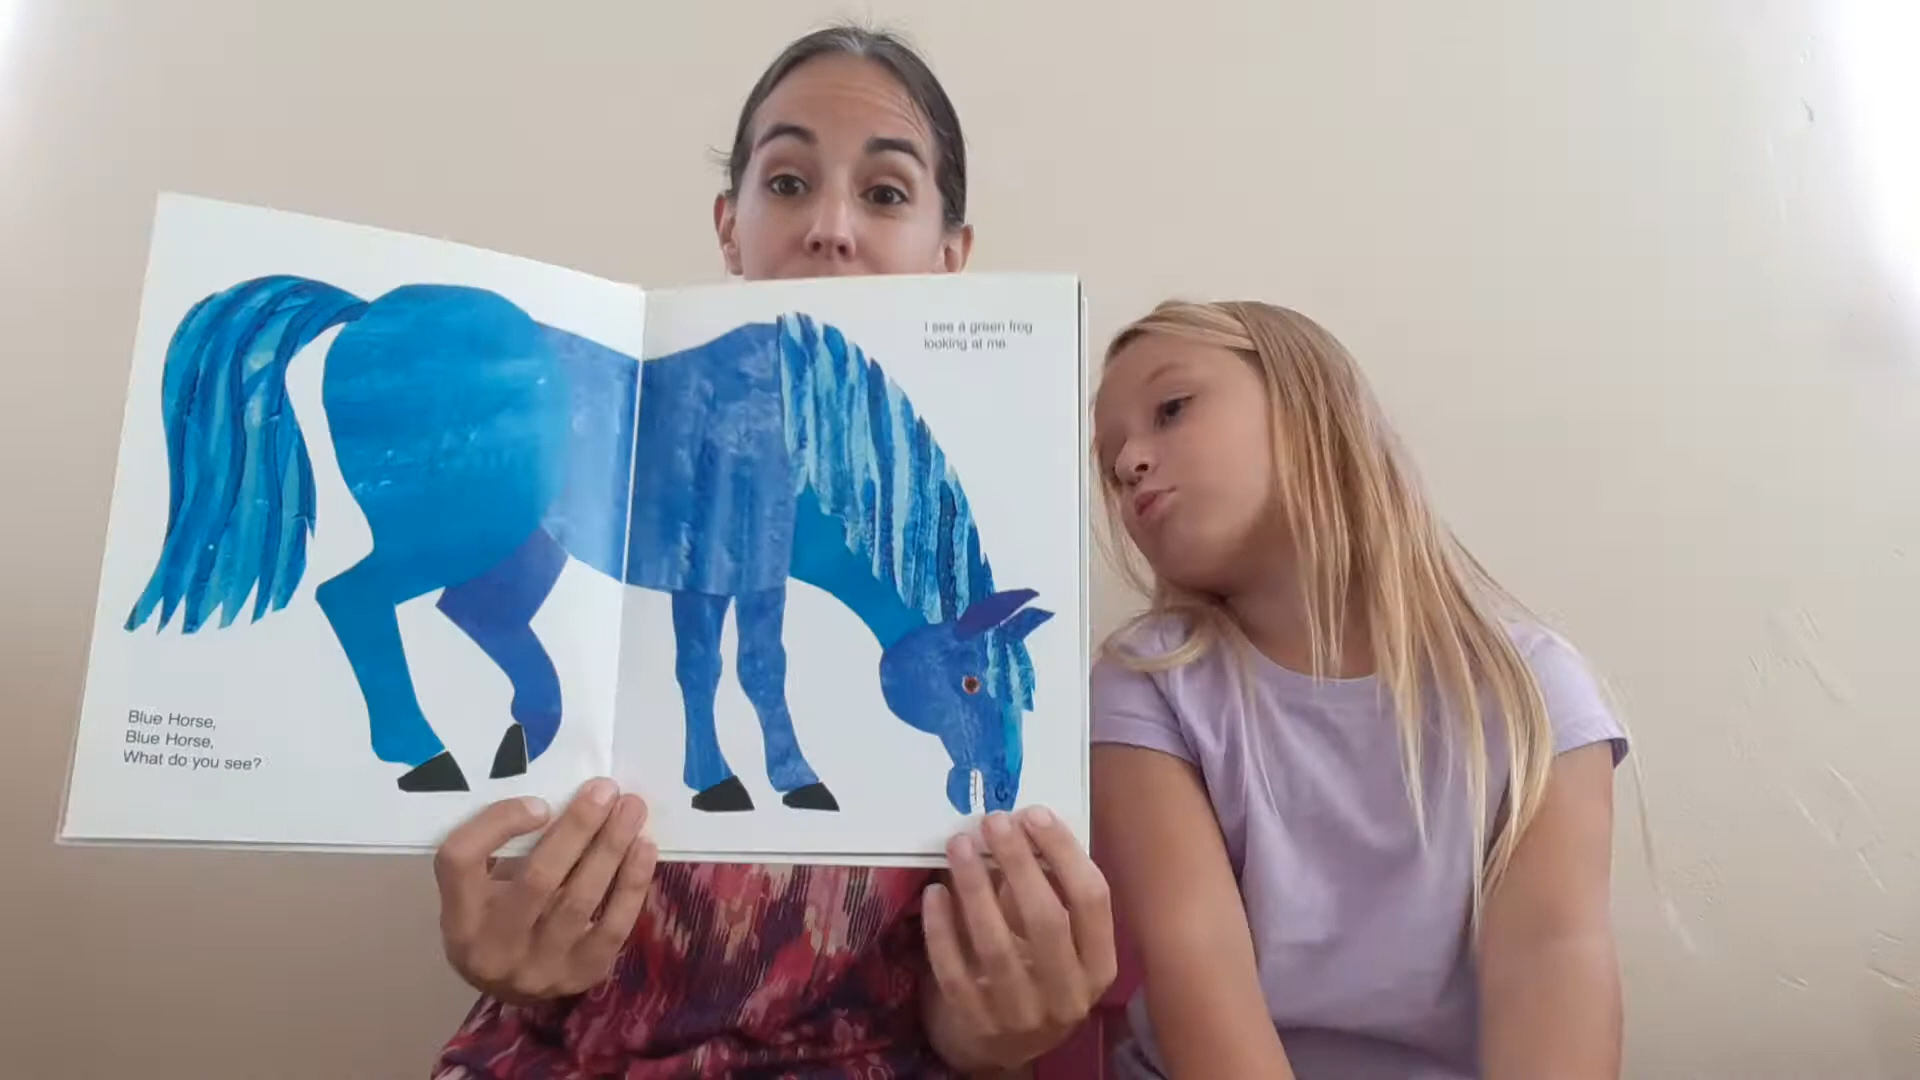 Blue Horse,
Blue Horse,
What do you see?
I see a green frog
looking at me.